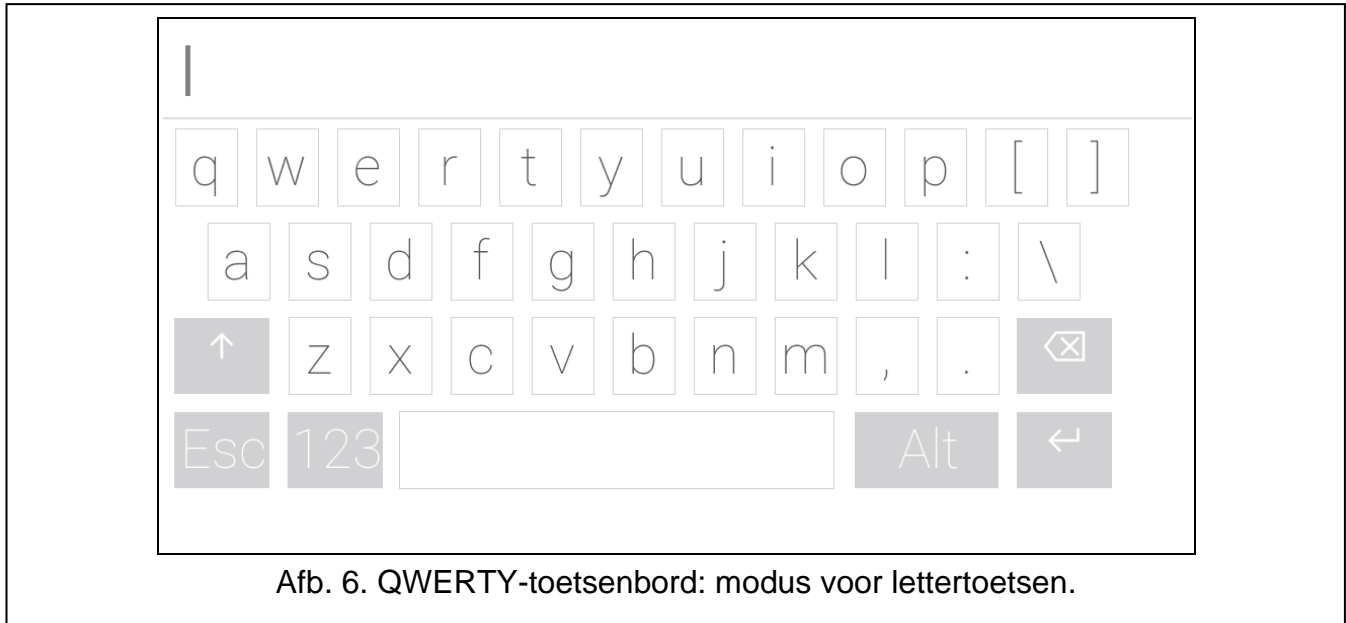 q w e r t y u i o p [ ]
a s d f g h j k l : \
↑ z x c v b n m , . ⌫
Esc 123 Alt ↵
Afb. 6. QWERTY-toetsenbord: modus voor lettertoetsen.